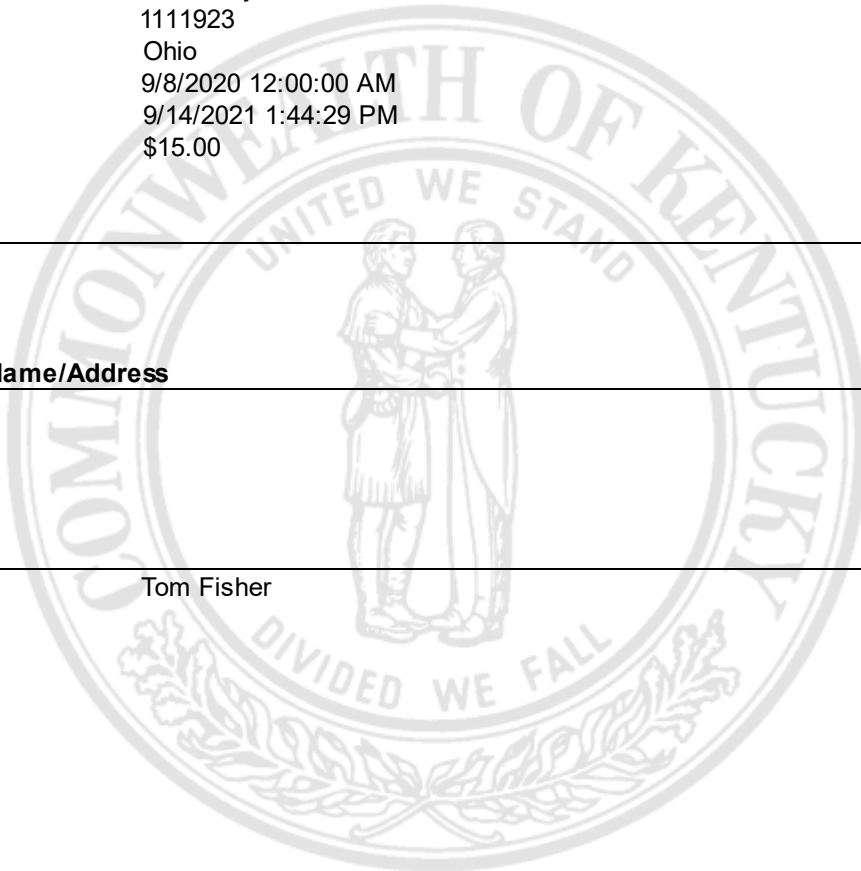 1111923
Ohio
9/8/2020 12:00:00 AM
9/14/2021 1:44:29 PM
$15.00
COMMONWEALTH OF KENTUCKY
UNITED WE STAND
ame/Address
Tom Fisher
DIVIDED WE FALL